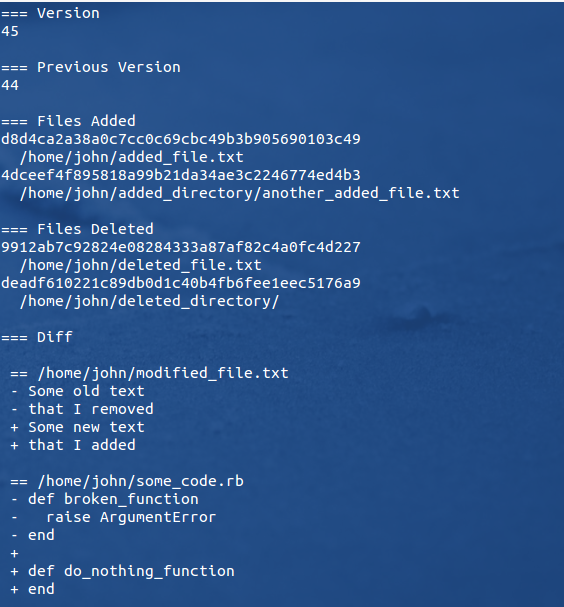 === Version
45
=== Previous Version
44
=== Files Added
d8d4ca2a38a0c7cc0c69cbc49b3b905690103c49
  /home/john/added_file.txt
4dceef4f895818a99b21da34ae3c2246774ed4b3
  /home/john/added_directory/another_added_file.txt
=== Files Deleted
9912ab7c92824e08284333a87af82c4a0fc4d227
  /home/john/deleted_file.txt
deadf610221c89db0d1c40b4fb6fee1eec5176a9
  /home/john/deleted_directory/
=== Diff
 == /home/john/modified_file.txt
 - Some old text
 - that I removed
 + Some new text
 + that I added
 == /home/john/some_code.rb
 - def broken_function
 -   raise ArgumentError
 - end
 +
 + def do_nothing_function
 + end